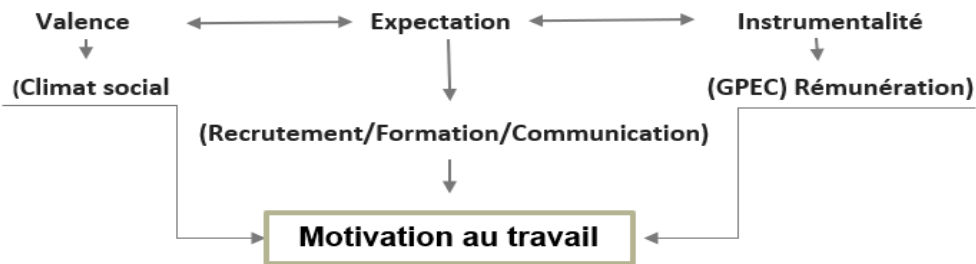 Valence Expectation Instrumentalité
(Climat social (GPEC) Rémunération)
(Recrutement/Formation/Communication)
Motivation au travail